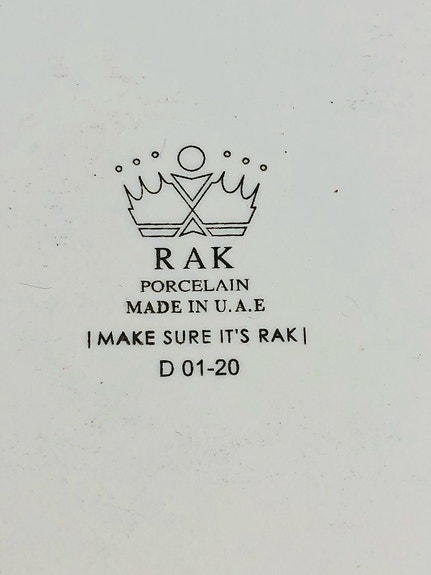 RAK
PORCELAIN
MADE IN U.A.E
|MAKE SURE IT'S RAK|
D 01-20